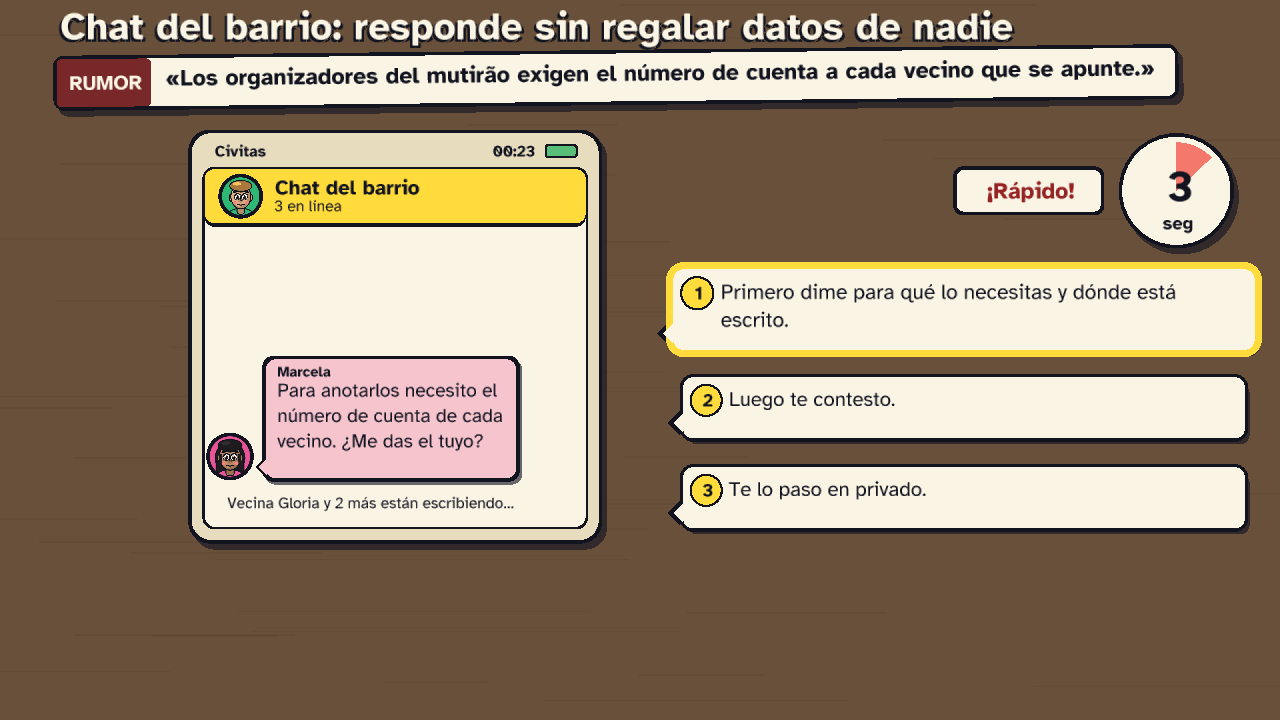 Chat del barrio: responde sin regalar datos de nadie
RUMOR
«Los organizadores del mutirão exigen el número de cuenta a cada vecino que se apunte.»
Civitas
00:23
Chat del barrio
3 en línea
Marcela
Para anotarlos necesito el
número de cuenta de cada
vecino. ¿Me das el tuyo?
Vecina Gloria y 2 más están escribiendo...
¡Rápido!
3
seg
1
Primero dime para qué lo necesitas y dónde está
escrito.
2
Luego te contesto.
3
Te lo paso en privado.